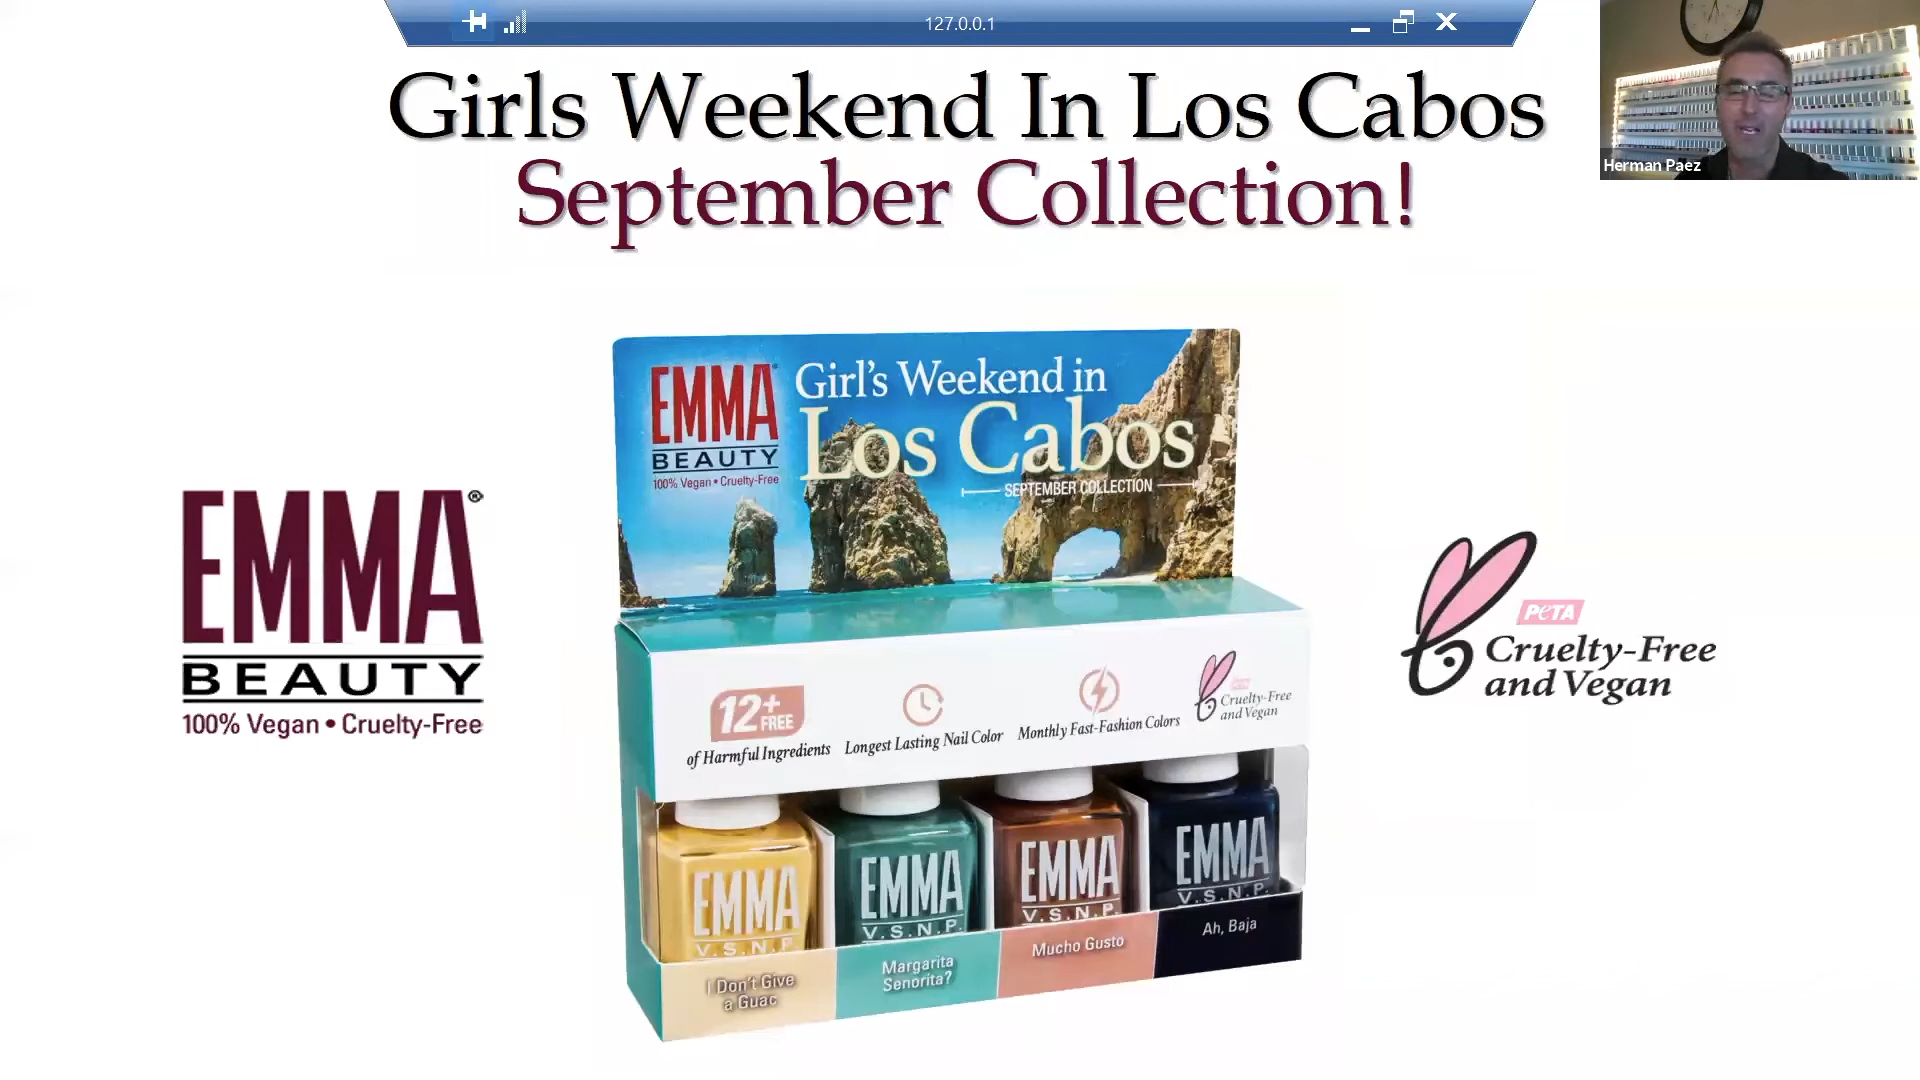 127.0.0.1
Girls Weekend In Los Cabos
September Collection!
Herman Paez
EMMA®
BEAUTY
100% Vegan • Cruelty-Free
EMMA®
BEAUTY
100% Vegan • Cruelty-Free
Girl's Weekend in
Los Cabos
SEPTEMBER COLLECTION
12+
FREE
of Harmful Ingredients
Longest Lasting Nail Color
Monthly Fast-Fashion Colors
Cruelty-Free
and Vegan
EMMA
V.S.N.P.
EMMA
V.S.N.P.
EMMA
V.S.N.P.
EMMA
V.S.N.P.
I Don't Give
a Guac
Margarita
Senorita?
Mucho Gusto
Ah, Baja
PETA
Cruelty-Free
and Vegan